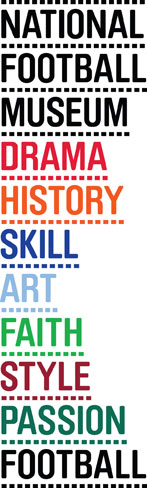 NATIONAL
FOOTBALL
MUSEUM
DRAMA
HISTORY
SKILL
ART
FAITH
STYLE
PASSION
FOOTBALL